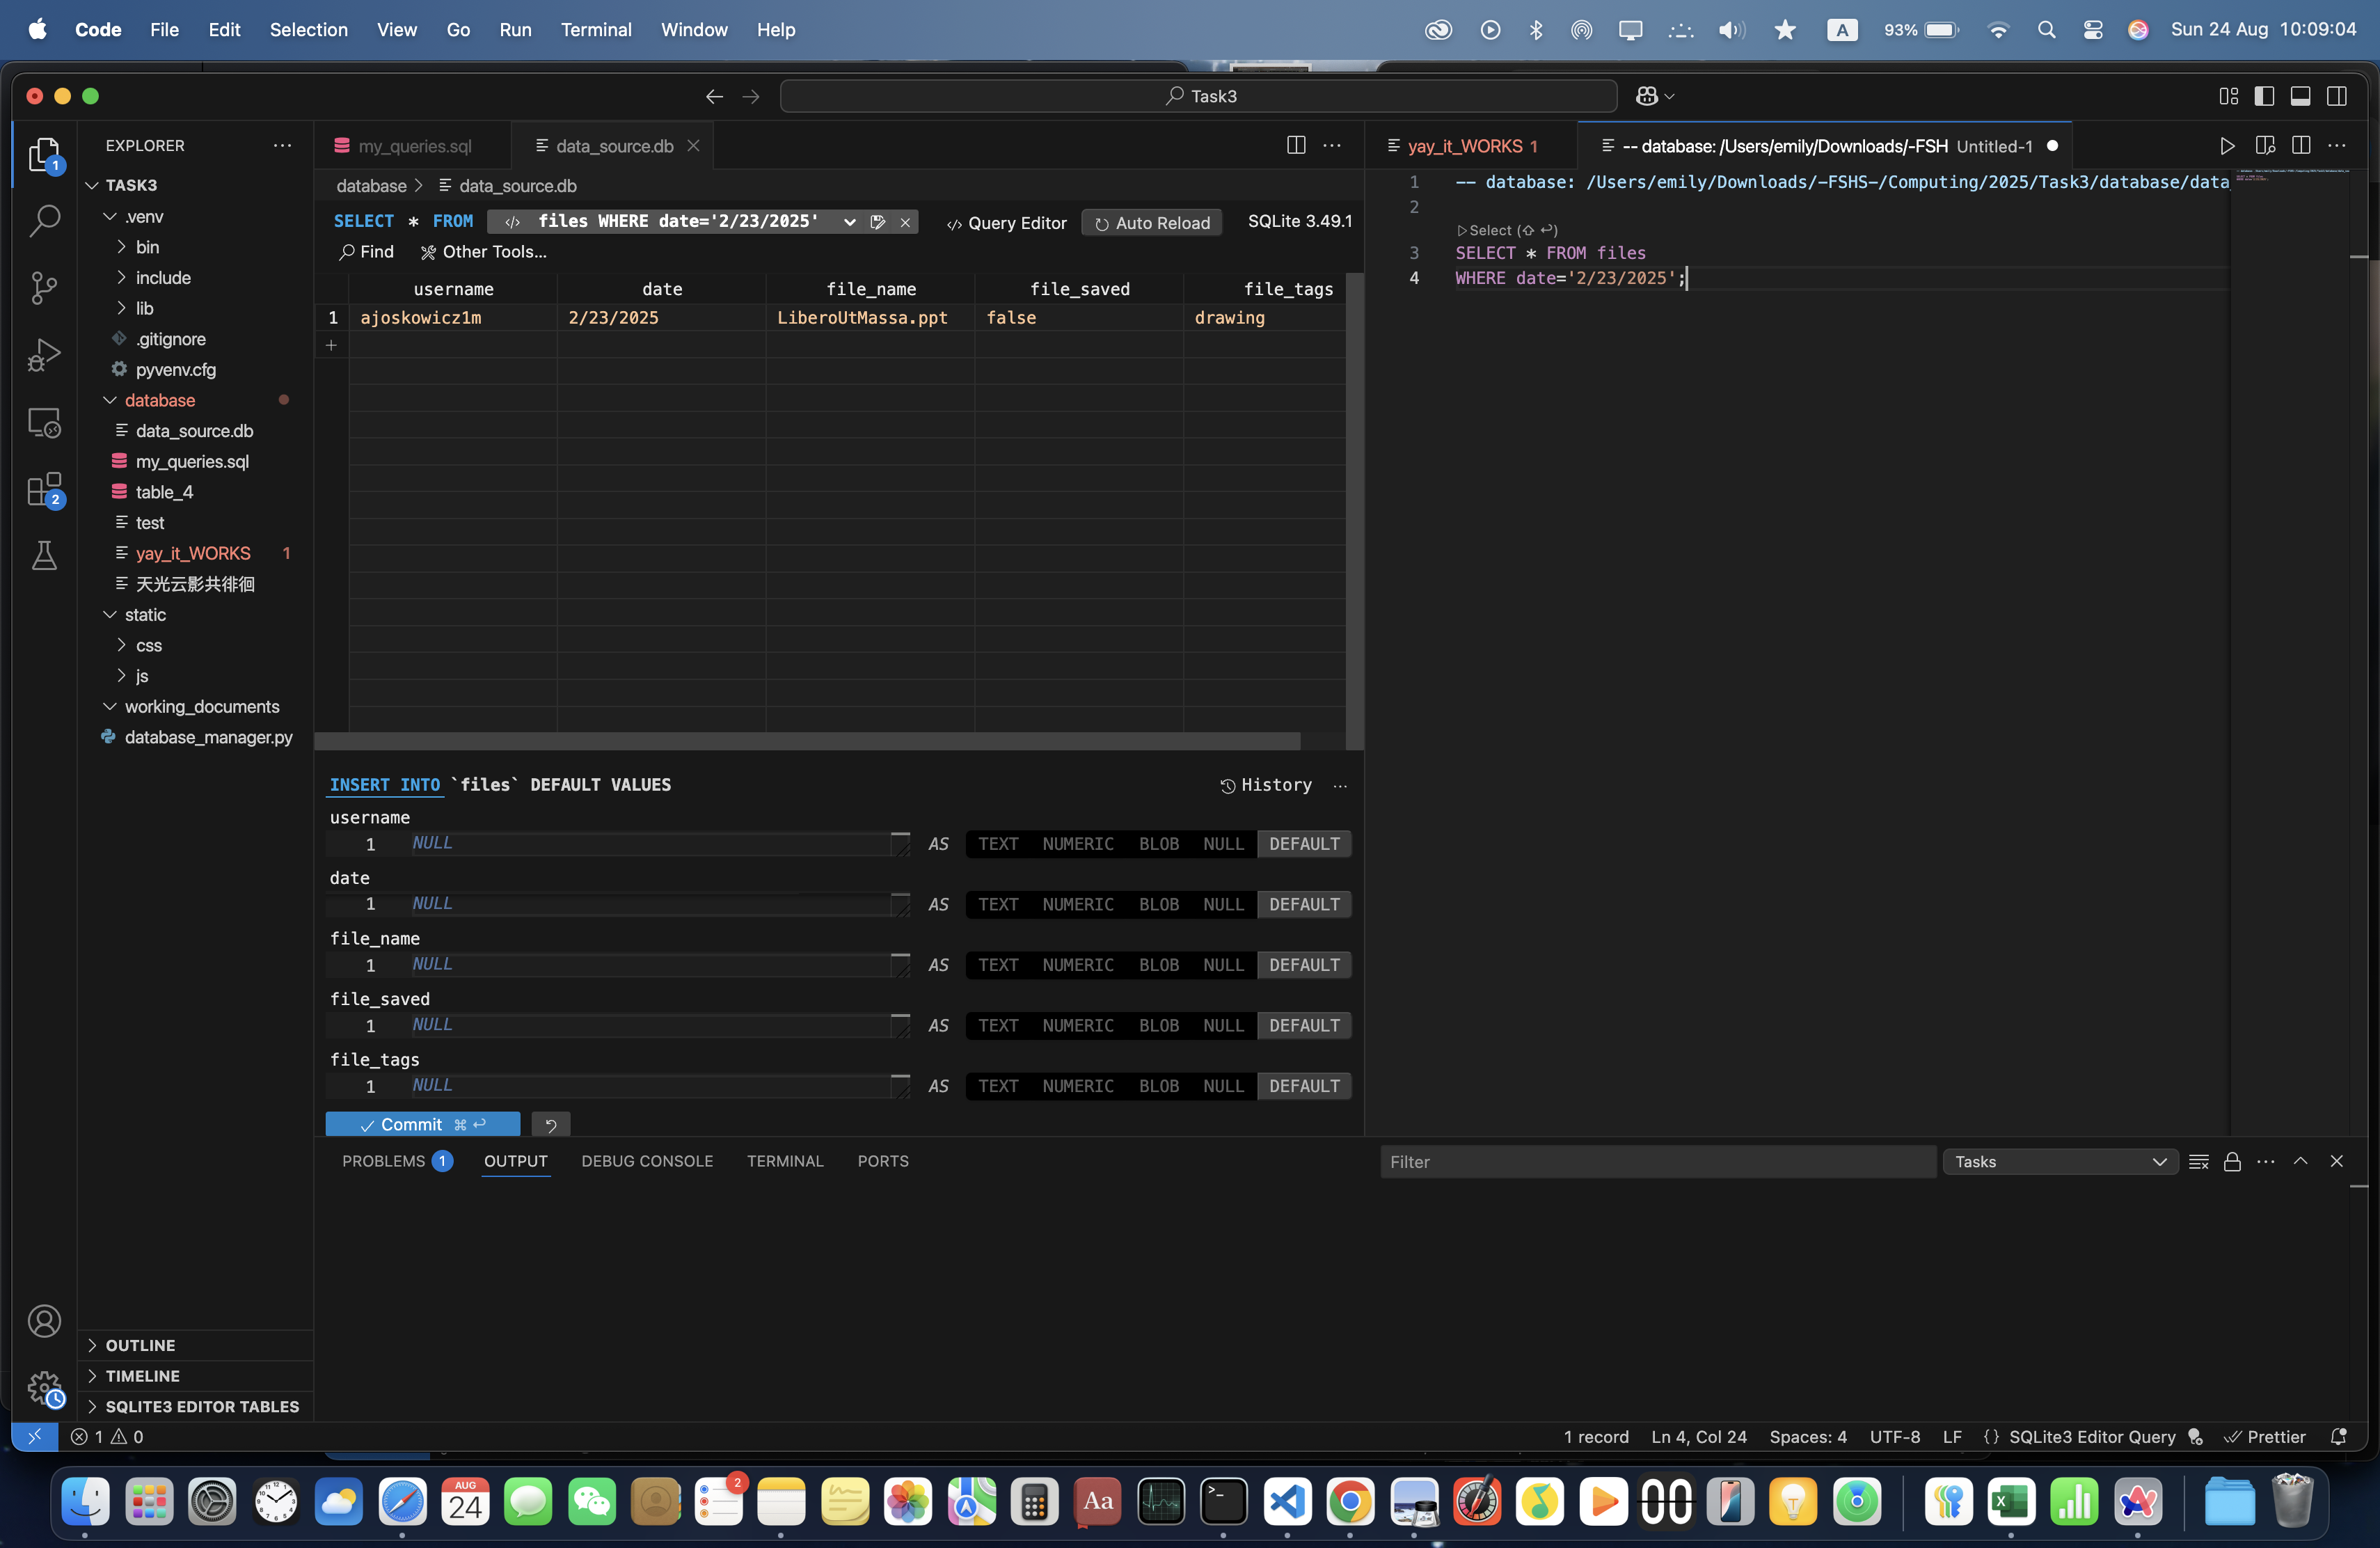 Code File Edit Selection View Go Run Terminal Window Help
A 93% Sun 24 Aug 10:09:04
Task3
EXPLORER
TASK3
.venv
bin
include
lib
.gitignore
pyvenv.cfg
database
data_source.db
my_queries.sql
table_4
test
yay_it_WORKS 1
天光云影共徘徊
static
css
js
working_documents
database_manager.py
OUTLINE
TIMELINE
SQLITE3 EDITOR TABLES
1
2
my_queries.sql data_source.db
database > data_source.db
SELECT * FROM </> files WHERE date='2/23/2025' </> Query Editor Auto Reload SQLite 3.49.1
Find Other Tools...
username date file_name file_saved file_tags
1 ajoskowicz1m 2/23/2025 LiberoUtMassa.ppt false drawing
+
INSERT INTO `files` DEFAULT VALUES History ...
username
1 NULL AS TEXT NUMERIC BLOB NULL DEFAULT
date
1 NULL AS TEXT NUMERIC BLOB NULL DEFAULT
file_name
1 NULL AS TEXT NUMERIC BLOB NULL DEFAULT
file_saved
1 NULL AS TEXT NUMERIC BLOB NULL DEFAULT
file_tags
1 NULL AS TEXT NUMERIC BLOB NULL DEFAULT
Commit ⌘ ↩
yay_it_WORKS 1 -- database: /Users/emily/Downloads/-FSH Untitled-1
1 -- database: /Users/emily/Downloads/-FSHS-/Computing/2025/Task3/database/data_
2
Select (⇧ ↩)
3 SELECT * FROM files
4 WHERE date='2/23/2025';
PROBLEMS 1 OUTPUT DEBUG CONSOLE TERMINAL PORTS
Filter Tasks
1 0
1 record Ln 4, Col 24 Spaces: 4 UTF-8 LF {} SQLite3 Editor Query Prettier
AUG
24
2
Aa
00